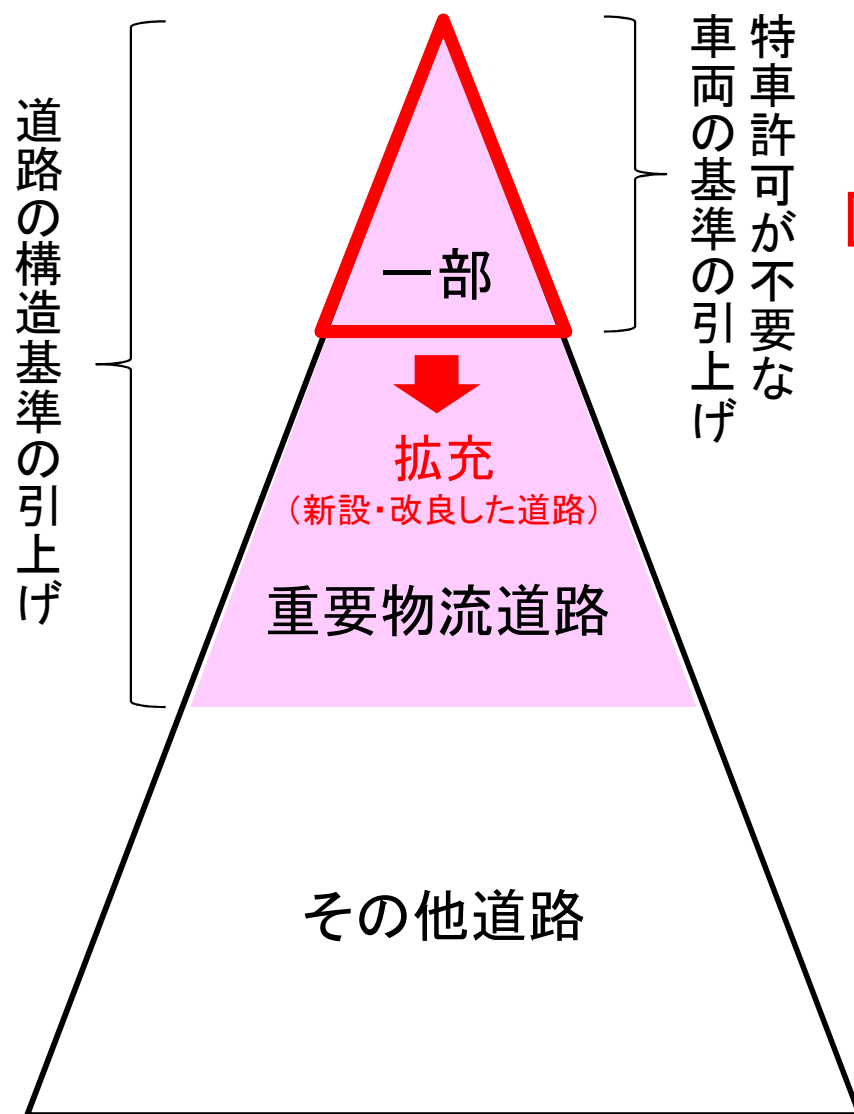 特車許可が不要な
車両の基準の引上げ
道路の構造基準の引上げ
一部
拡充
（新設・改良した道路）
重要物流道路
その他道路